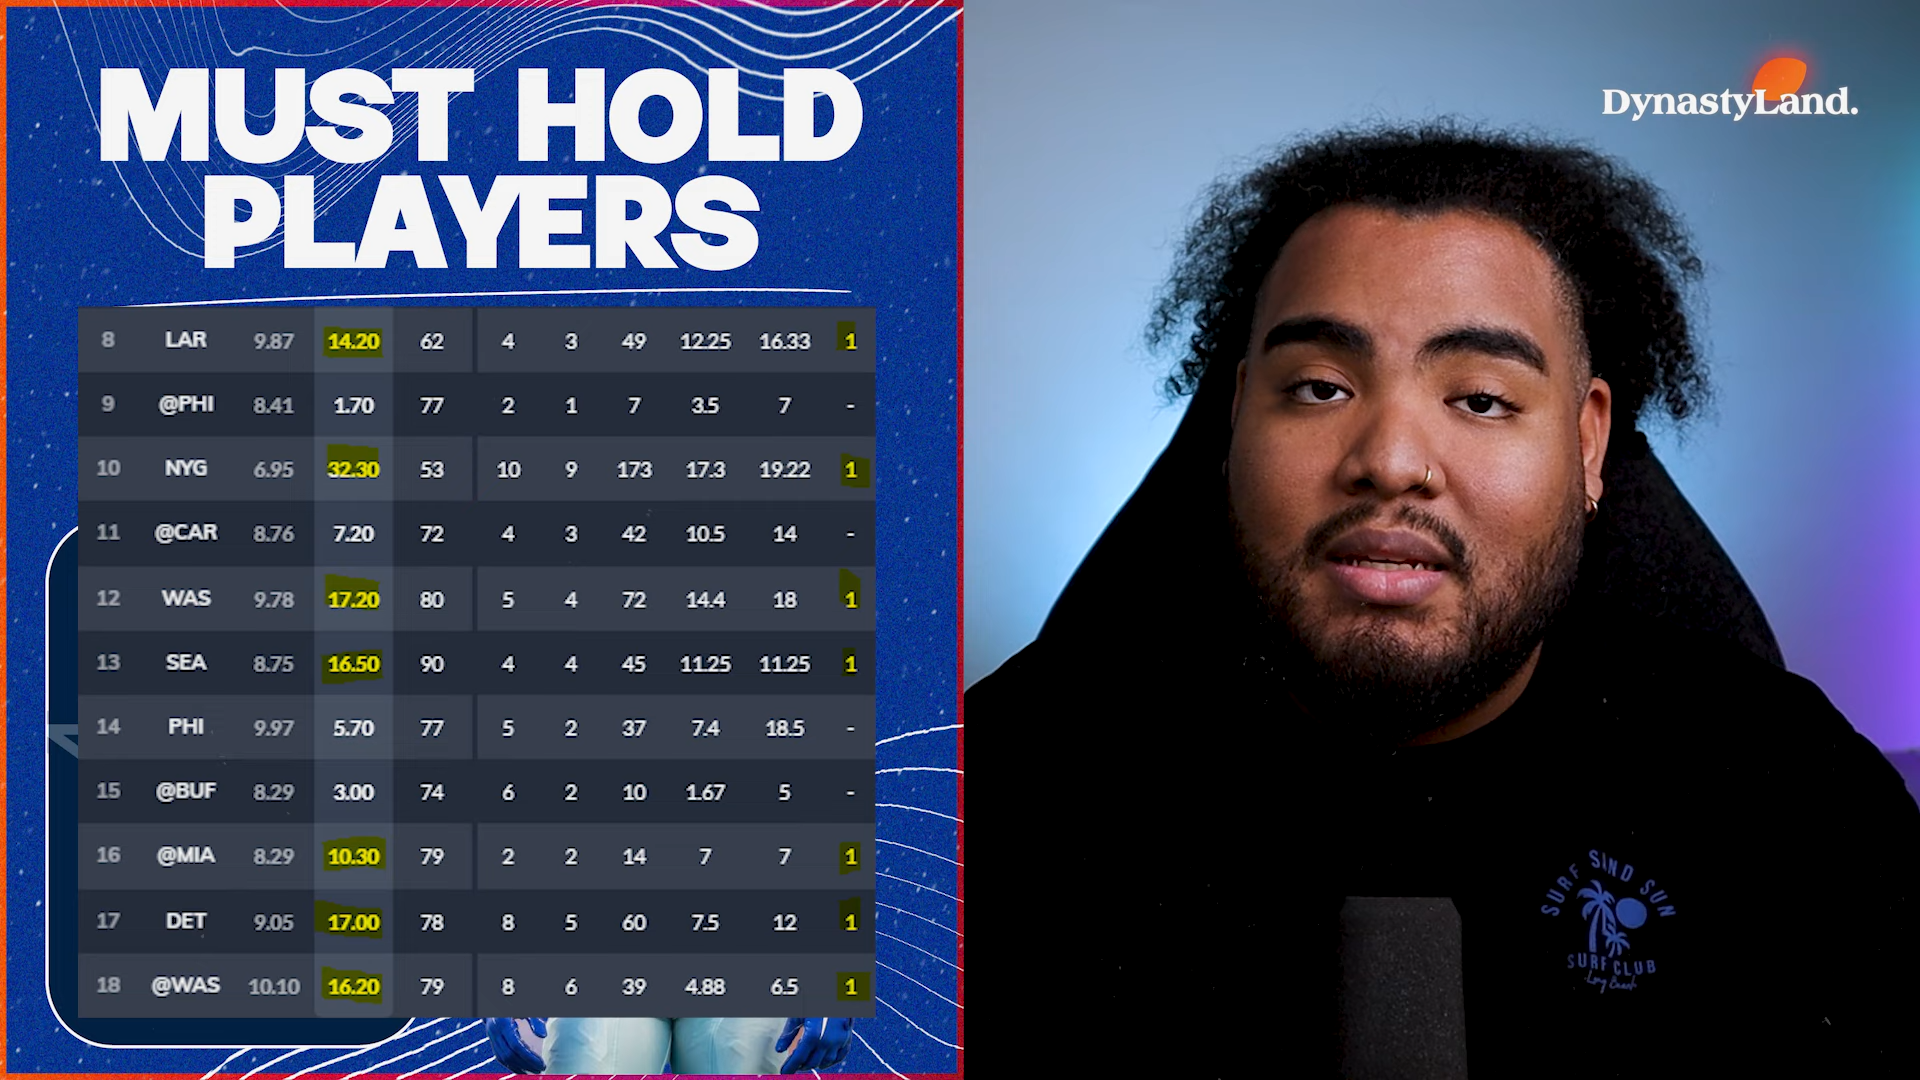 MUST HOLD
PLAYERS
8 LAR 9.87 14.20 62 4 3 49 12.25 16.33 1
9 @PHI 8.41 1.70 77 2 1 7 3.5 7 -
10 NYG 6.95 32.30 53 10 9 173 17.3 19.22 1
11 @CAR 8.76 7.20 72 4 3 42 10.5 14 -
12 WAS 9.78 17.20 80 5 4 72 14.4 18 1
13 SEA 8.75 16.50 90 4 4 45 11.25 11.25 1
14 PHI 9.97 5.70 77 5 2 37 7.4 18.5 -
15 @BUF 8.29 3.00 74 6 2 10 1.67 5 -
16 @MIA 8.29 10.30 79 2 2 14 7 7 1
17 DET 9.05 17.00 78 8 5 60 7.5 12 1
18 @WAS 10.10 16.20 79 8 6 39 4.88 6.5 1
DynastyLand.
SURF SAND SUN
SURF CLUB
Long Beach